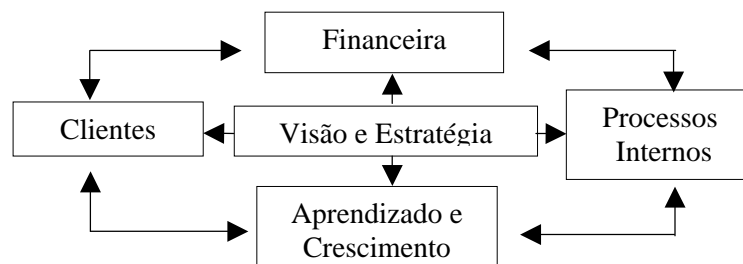 Financeira
Clientes
Visão e Estratégia
Processos
Internos
Aprendizado e
Crescimento